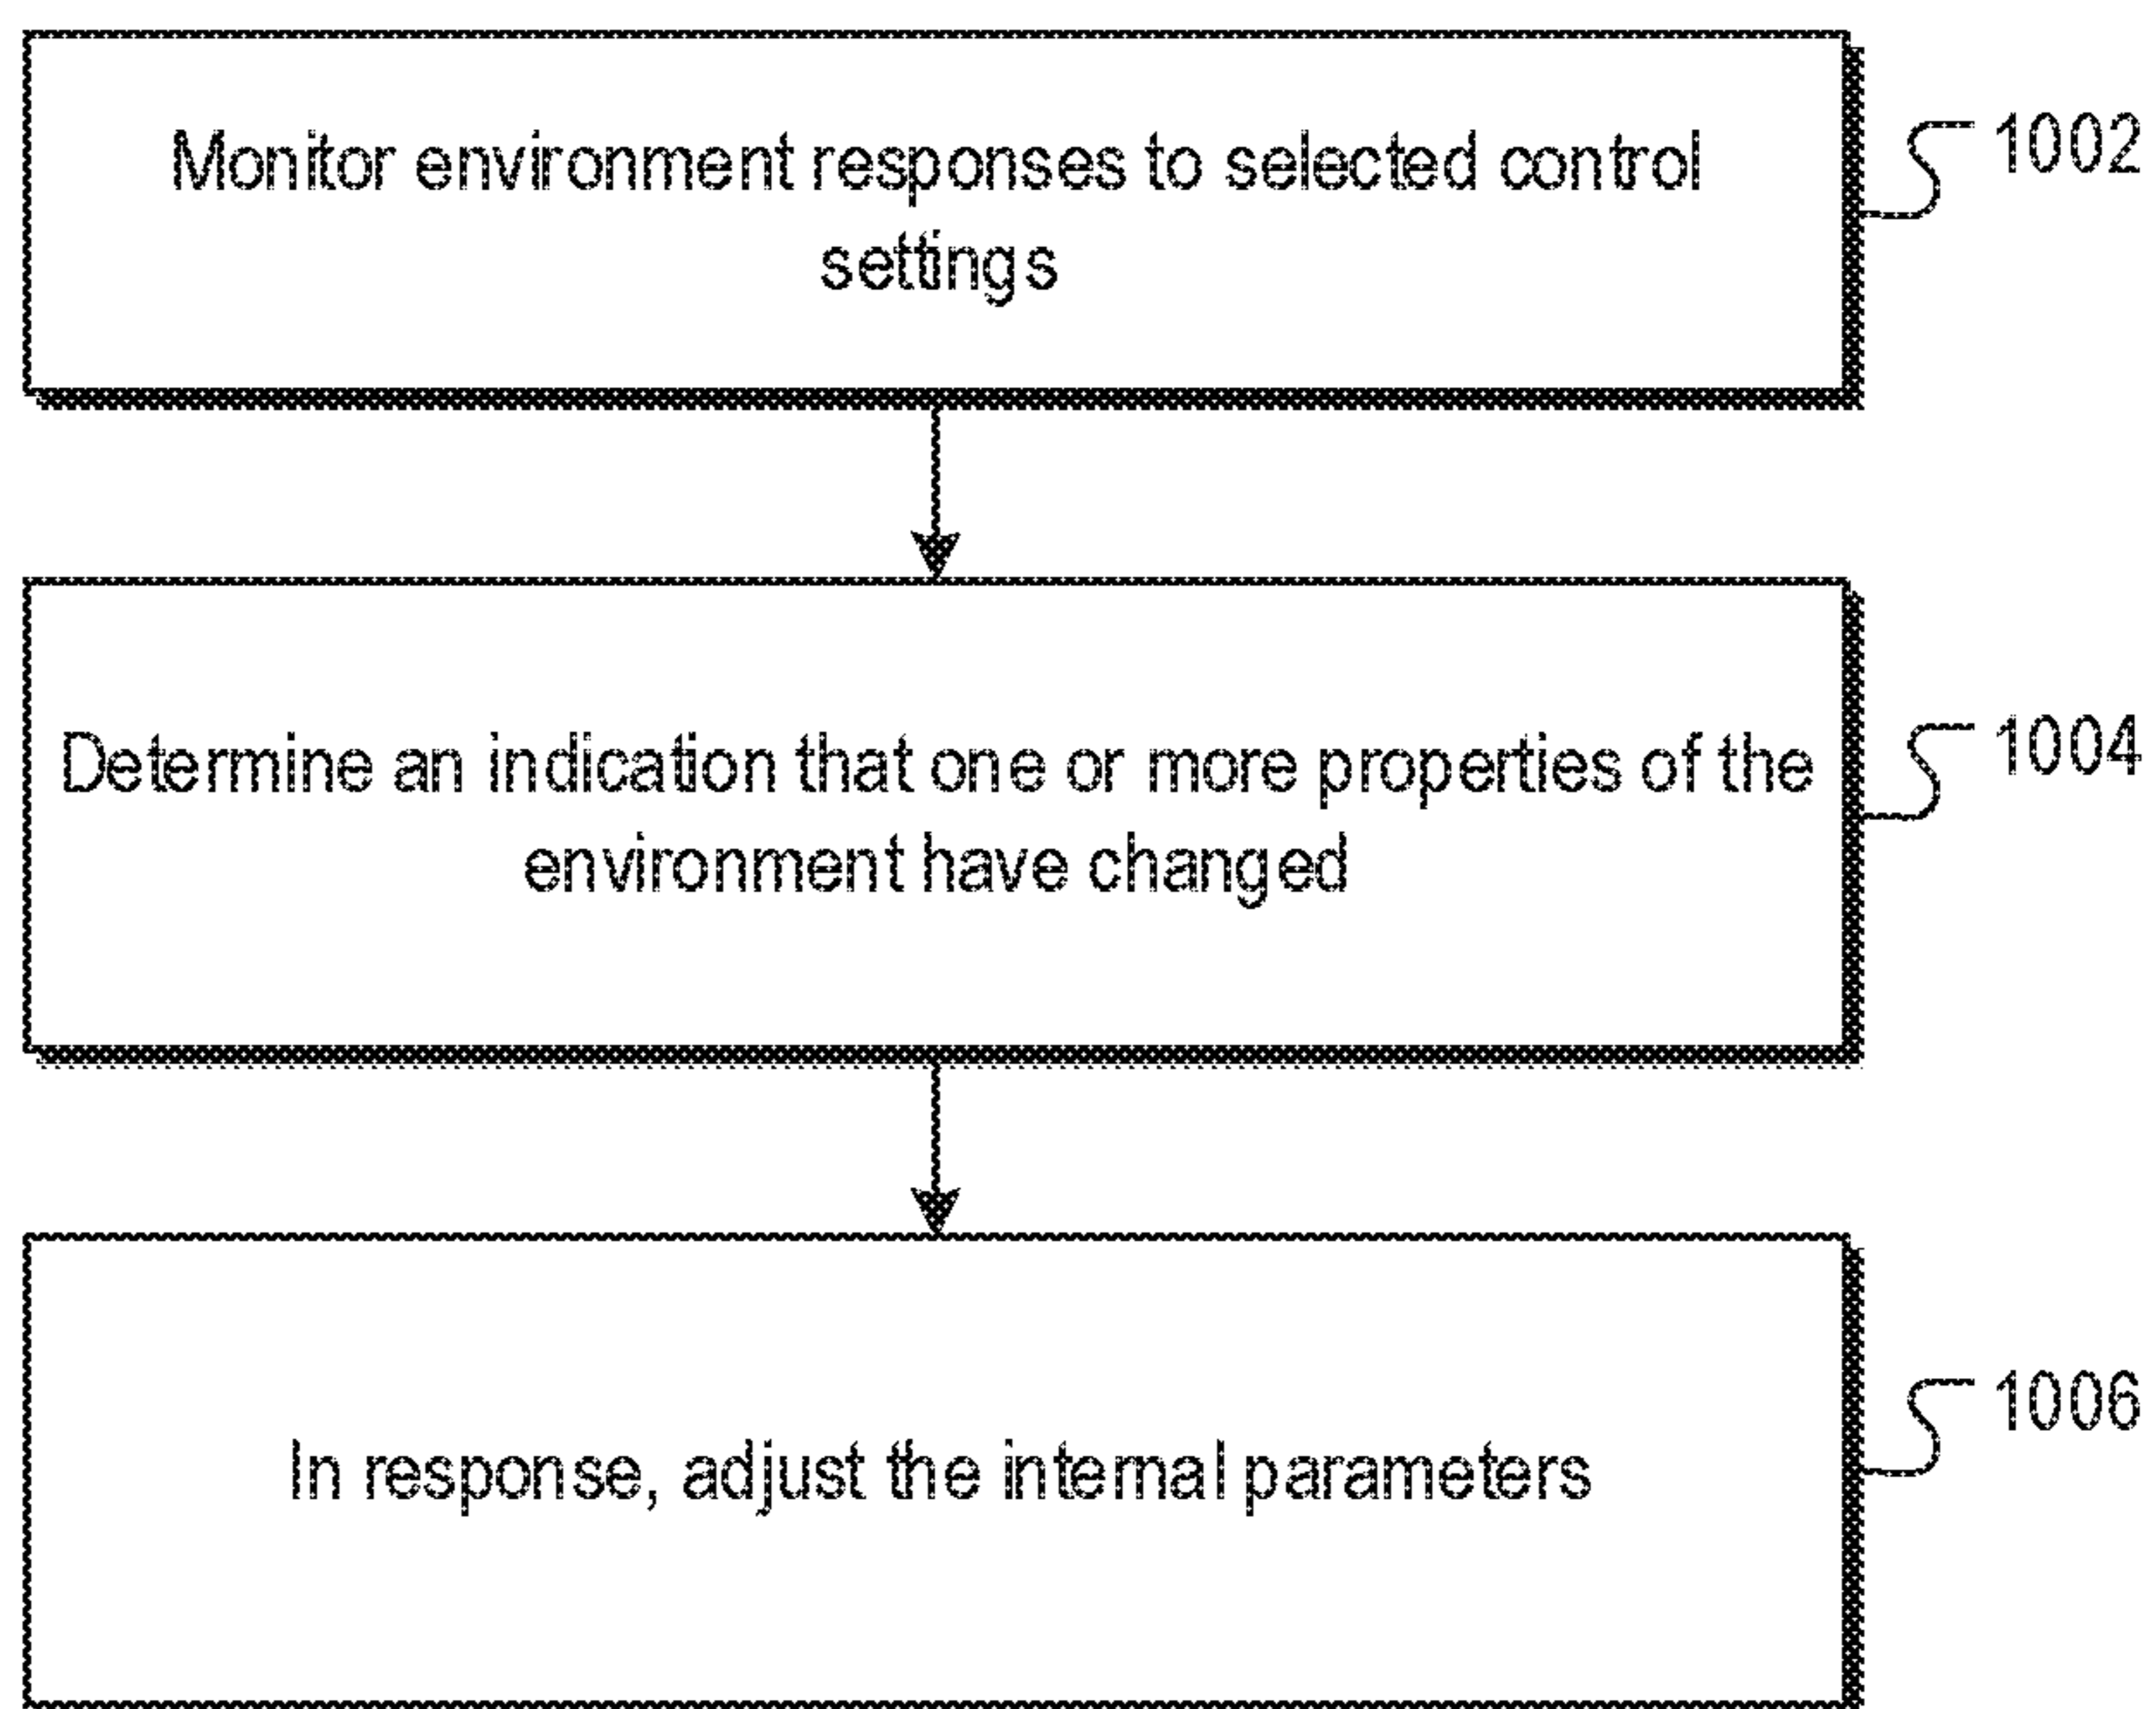 Monitor environment responses to selected control
settings
1002
Determine an indication that one or more properties of the
environment have changed
1004
In response, adjust the internal parameters
1006